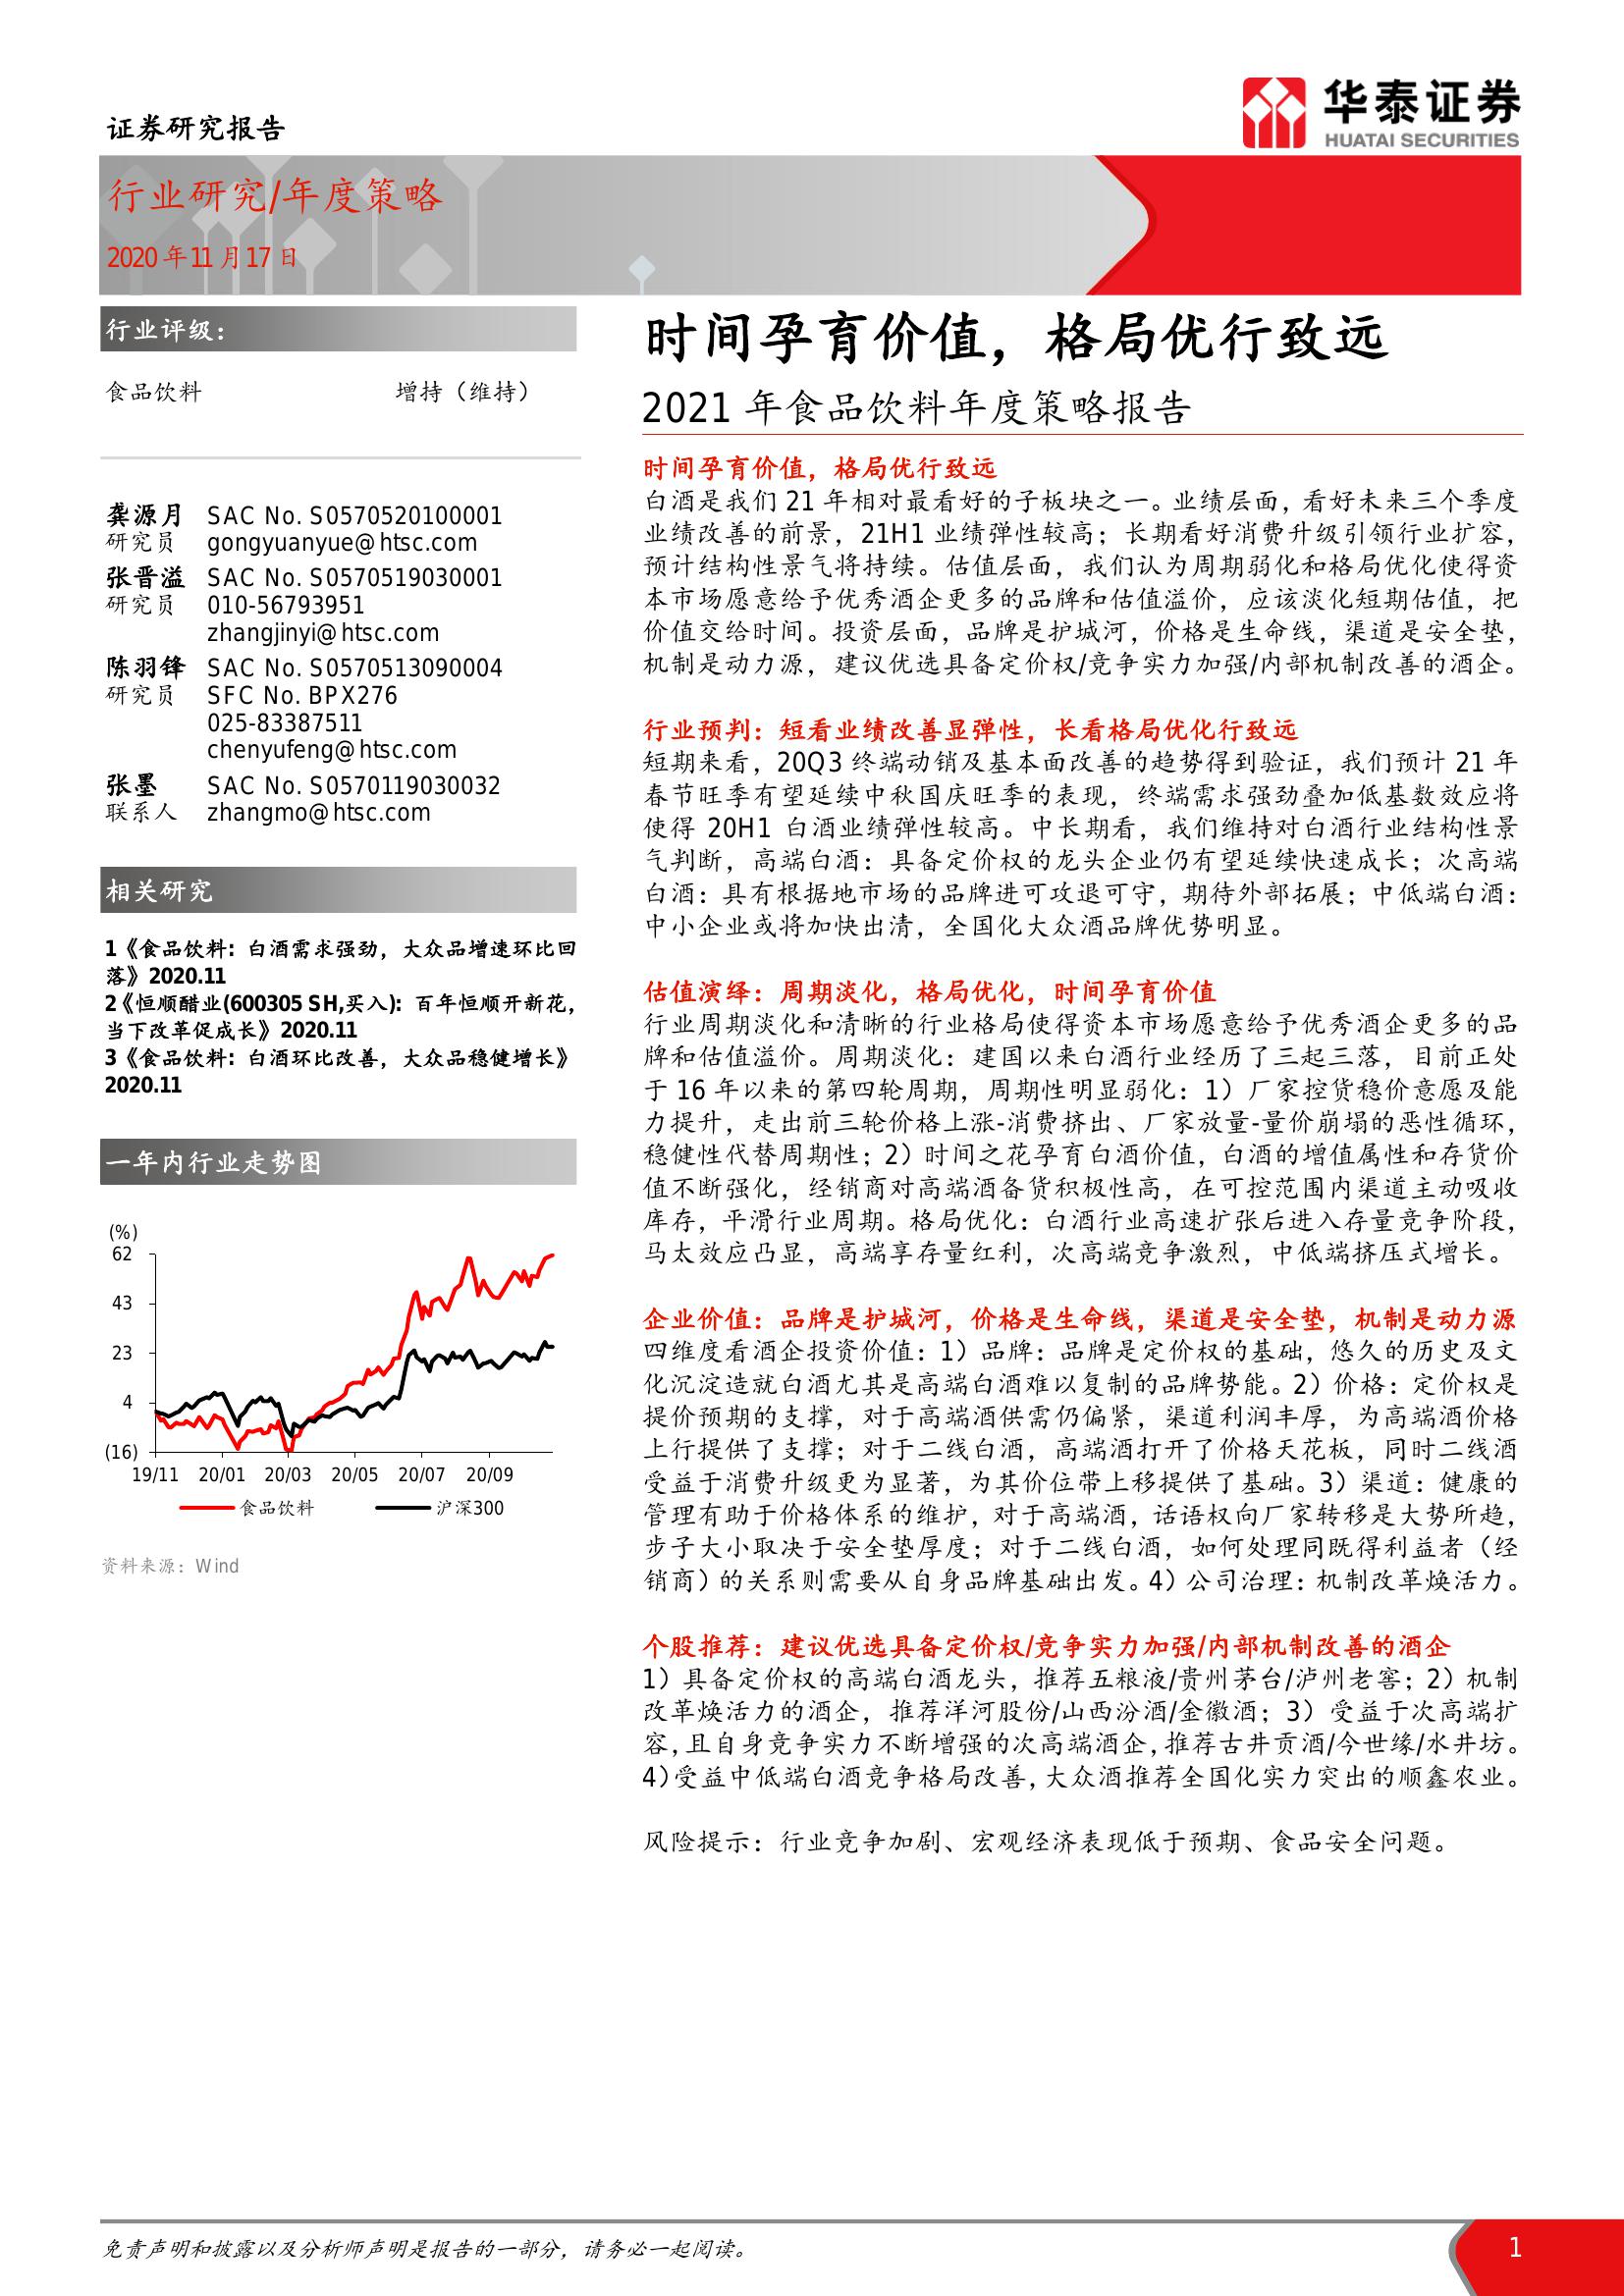 证券研究报告
华泰证券
HUATAI SECURITIES
行业研究/年度策略
2020年11月17日
行业评级：
食品饮料 增持（维持）
龚源月 SAC No. S0570520100001
研究员 gongyuanyue@htsc.com
张晋溢 SAC No. S0570519030001
研究员 010-56793951
zhangjinyi@htsc.com
陈羽锋 SAC No. S0570513090004
研究员 SFC No. BPX276
025-83387511
chenyufeng@htsc.com
张墨 SAC No. S0570119030032
联系人 zhangmo@htsc.com
相关研究
1《食品饮料：白酒需求强劲，大众品增速环比回
落》2020.11
2《恒顺醋业(600305 SH,买入)：百年恒顺开新花，
当下改革促成长》2020.11
3《食品饮料：白酒环比改善，大众品稳健增长》
2020.11
一年内行业走势图
(%)
62
43
23
4
(16)
19/11 20/01 20/03 20/05 20/07 20/09
食品饮料 沪深300
资料来源：Wind
时间孕育价值，格局优行致远
2021年食品饮料年度策略报告
时间孕育价值，格局优行致远
白酒是我们21年相对最看好的子板块之一。业绩层面，看好未来三个季度
业绩改善的前景，21H1业绩弹性较高；长期看好消费升级引领行业扩容，
预计结构性景气将持续。估值层面，我们认为周期弱化和格局优化使得资
本市场愿意给予优秀酒企更多的品牌和估值溢价，应该淡化短期估值，把
价值交给时间。投资层面，品牌是护城河，价格是生命线，渠道是安全垫，
机制是动力源，建议优选具备定价权/竞争实力加强/内部机制改善的酒企。
行业预判：短看业绩改善显弹性，长看格局优化行致远
短期来看，20Q3终端动销及基本面改善的趋势得到验证，我们预计21年
春节旺季有望延续中秋国庆旺季的表现，终端需求强劲叠加低基数效应将
使得20H1白酒业绩弹性较高。中长期看，我们维持对白酒行业结构性景
气判断，高端白酒：具备定价权的龙头企业仍有望延续快速成长；次高端
白酒：具有根据地市场的品牌进可攻退可守，期待外部拓展；中低端白酒：
中小企业或将加快出清，全国化大众酒品牌优势明显。
估值演绎：周期淡化，格局优化，时间孕育价值
行业周期淡化和清晰的行业格局使得资本市场愿意给予优秀酒企更多的品
牌和估值溢价。周期淡化：建国以来白酒行业经历了三起三落，目前正处
于16年以来的第四轮周期，周期性明显弱化：1）厂家控货稳价意愿及能
力提升，走出前三轮价格上涨-消费挤出、厂家放量-量价崩塌的恶性循环，
稳健性代替周期性；2）时间之花孕育白酒价值，白酒的增值属性和存货价
值不断强化，经销商对高端酒备货积极性高，在可控范围内渠道主动吸收
库存，平滑行业周期。格局优化：白酒行业高速扩张后进入存量竞争阶段，
马太效应凸显，高端享存量红利，次高端竞争激烈，中低端挤压式增长。
企业价值：品牌是护城河，价格是生命线，渠道是安全垫，机制是动力源
四维度看酒企投资价值：1）品牌：品牌是定价权的基础，悠久的历史及文
化沉淀造就白酒尤其是高端白酒难以复制的品牌势能。2）价格：定价权是
提价预期的支撑，对于高端酒供需仍偏紧，渠道利润丰厚，为高端酒价格
上行提供了支撑；对于二线白酒，高端酒打开了价格天花板，同时二线酒
受益于消费升级更为显著，为其价位带上移提供了基础。3）渠道：健康的
管理有助于价格体系的维护，对于高端酒，话语权向厂家转移是大势所趋，
步子大小取决于安全垫厚度；对于二线白酒，如何处理同既得利益者（经
销商）的关系则需要从自身品牌基础出发。4）公司治理：机制改革焕活力。
个股推荐：建议优选具备定价权/竞争实力加强/内部机制改善的酒企
1）具备定价权的高端白酒龙头，推荐五粮液/贵州茅台/泸州老窖；2）机制
改革焕活力的酒企，推荐洋河股份/山西汾酒/金徽酒；3）受益于次高端扩
容，且自身竞争实力不断增强的次高端酒企，推荐古井贡酒/今世缘/水井坊。
4）受益中低端白酒竞争格局改善，大众酒推荐全国化实力突出的顺鑫农业。
风险提示：行业竞争加剧、宏观经济表现低于预期、食品安全问题。
免责声明和披露以及分析师声明是报告的一部分，请务必一起阅读。
1